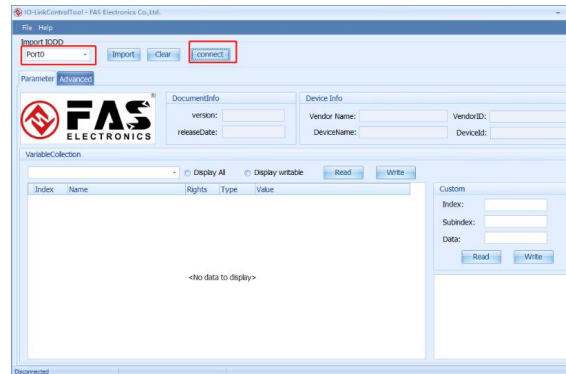 IO-LinkControlTool - FAS Electronics Co.,Ltd.
File Help
Import IODD
Port0 Import Clear connect
Parameter Advanced
FAS®
ELECTRONICS
DocumentInfo
version:
releaseDate:
Device Info
Vendor Name: VendorID:
DeviceName: DeviceId:
VariableCollection
Display All Display writable Read Write
Index Name Rights Type Value
<No data to display>
Custom
Index:
Subindex:
Data:
Read Write
Disconnected